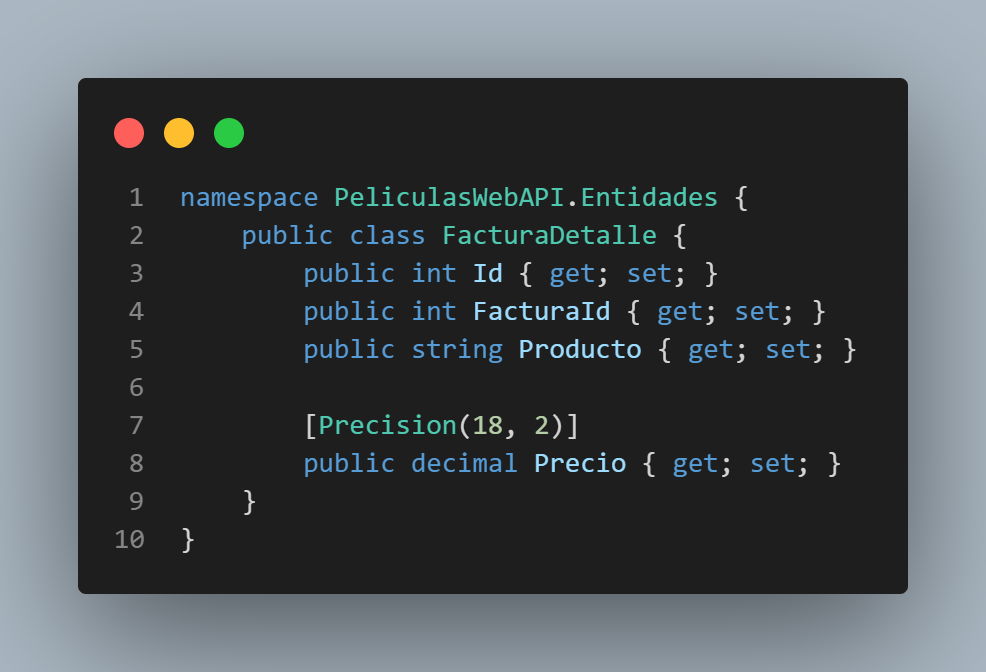 1 namespace PeliculasWebAPI.Entidades {
2     public class FacturaDetalle {
3         public int Id { get; set; }
4         public int FacturaId { get; set; }
5         public string Producto { get; set; }
6
7         [Precision(18, 2)]
8         public decimal Precio { get; set; }
9     }
10 }